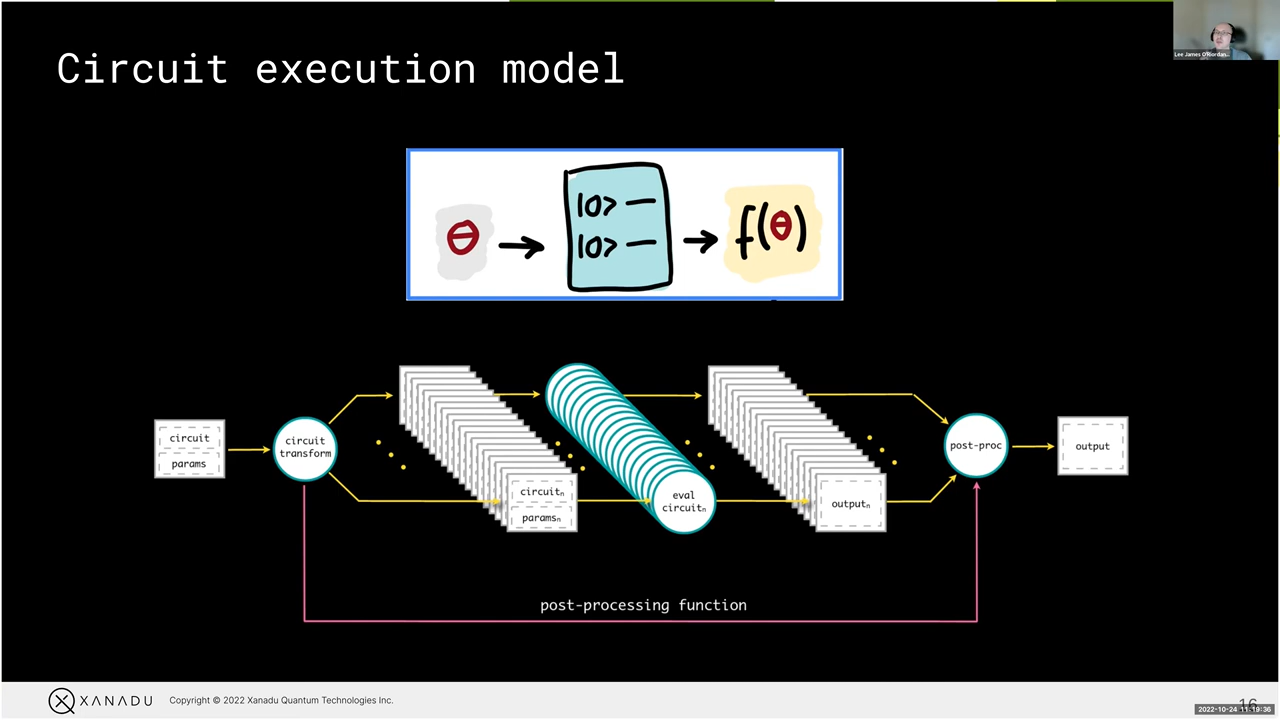 Circuit execution model
Lee James O'Riordan...
θ
|0>
|0>
f(θ)
circuit
params
circuit
transform
circuitₙ
paramsₙ
eval
circuitₙ
outputₙ
post-proc
output
post-processing function
XANADU
Copyright © 2022 Xanadu Quantum Technologies Inc.
16
2022-10-24 11:19:36